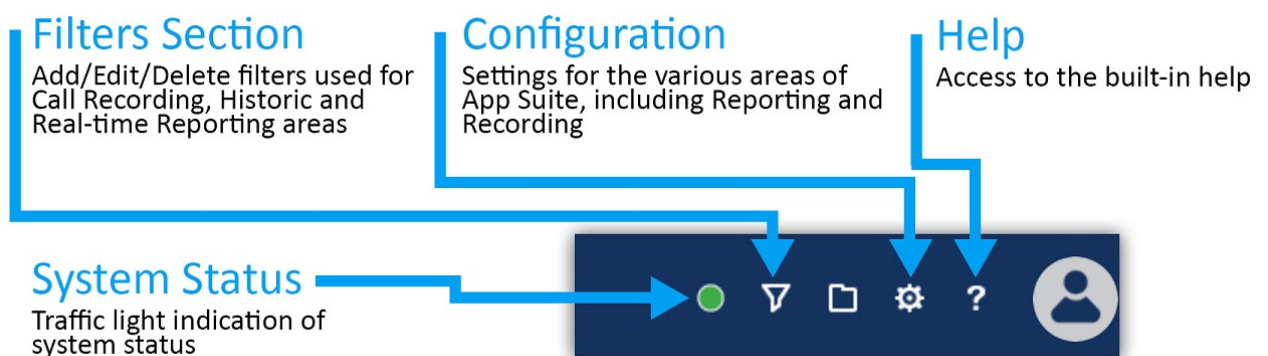 Filters Section
Add/Edit/Delete filters used for
Call Recording, Historic and
Real-time Reporting areas
Configuration
Settings for the various areas of
App Suite, including Reporting and
Recording
Help
Access to the built-in help
System Status
Traffic light indication of
system status
?